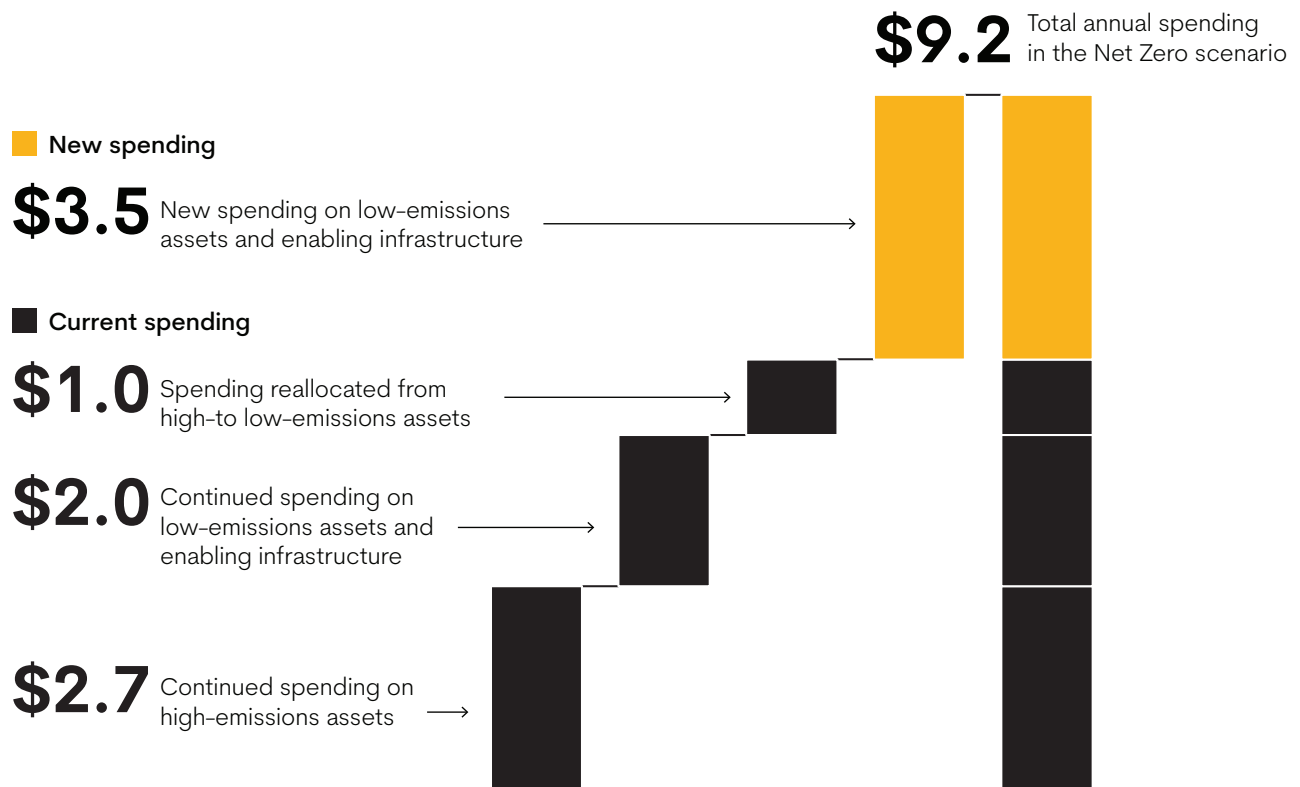 $9.2
Total annual spending
in the Net Zero scenario
New spending
$3.5
New spending on low-emissions
assets and enabling infrastructure
Current spending
$1.0
Spending reallocated from
high-to low-emissions assets
$2.0
Continued spending on
low-emissions assets and
enabling infrastructure
$2.7
Continued spending on
high-emissions assets